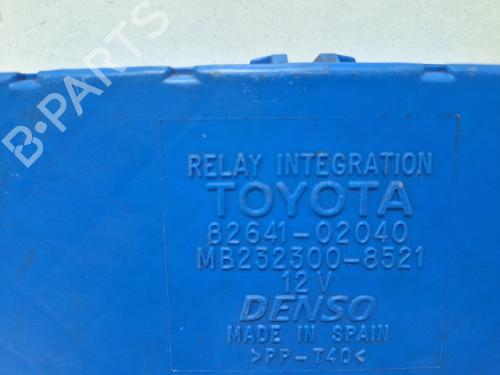 B-PARTS
RELAY INTEGRATION
TOYOTA
82641-02040
MB232300-8521
12V
DENSO
MADE IN SPAIN
>PP-T40<